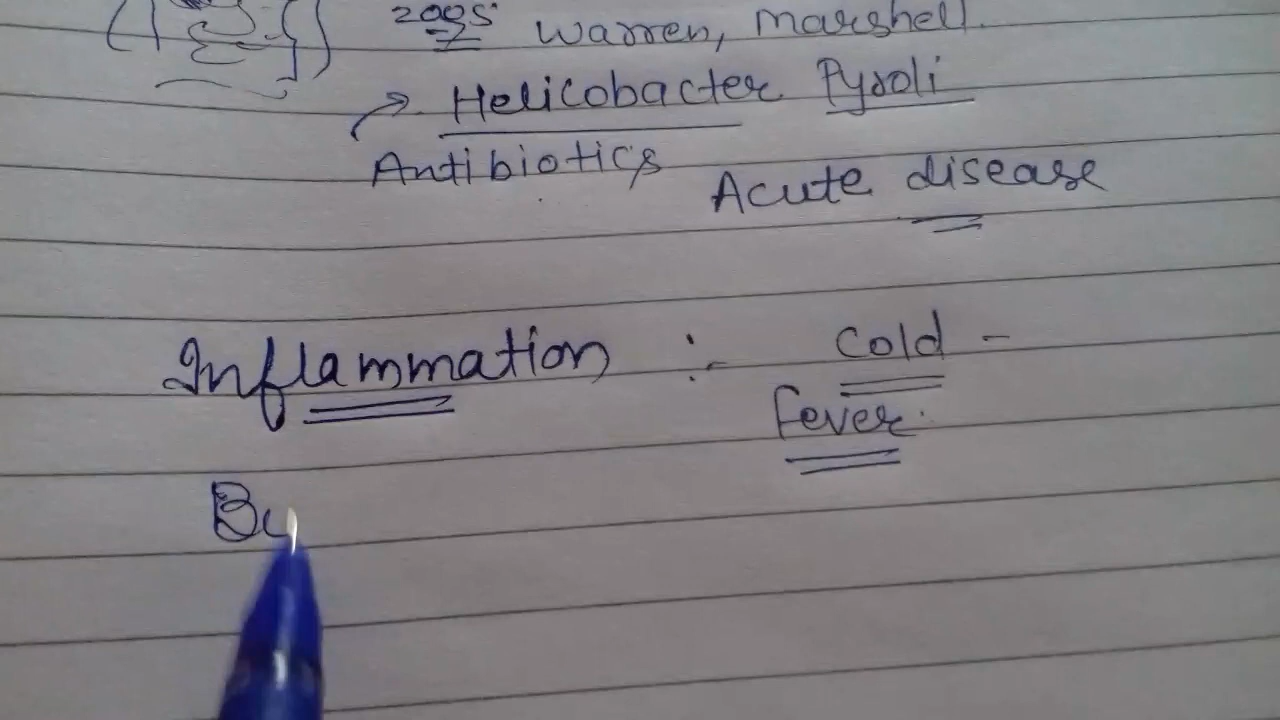 2005 Warren, Marshell.
→ Helicobacter Pyroli
Antibiotics
Acute disease
Inflammation :- Cold -
Fever.